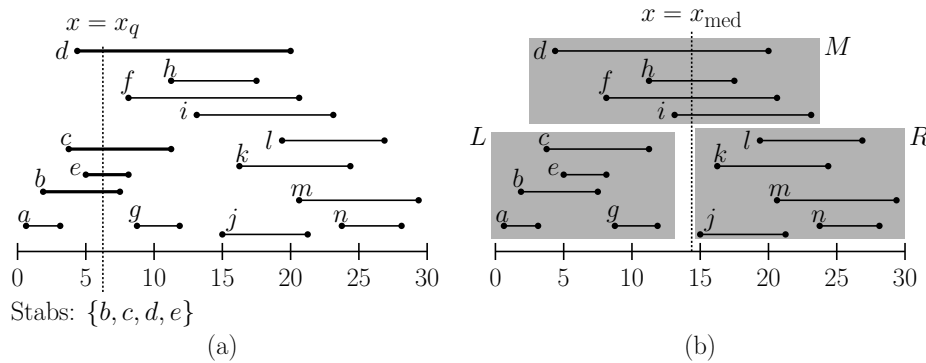 x = x_q
d
h
f
i
c
l
e
k
b
m
a
g
j
n
0 5 10 15 20 25 30
Stabs: {b, c, d, e}
(a)
x = x_med
d
M
h
f
i
L
R
c
l
e
k
b
m
a
g
j
n
0 5 10 15 20 25 30
(b)